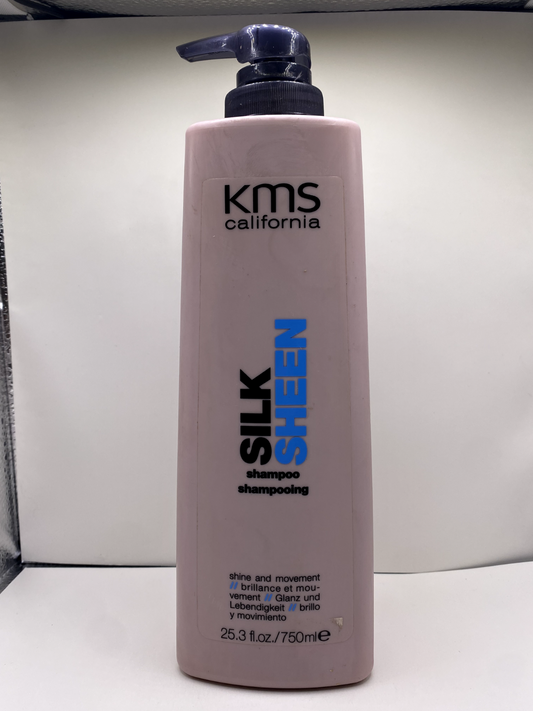 KMS
california
SILK
SHEEN
shampoo
shampooing
shine and movement
// brillance et mou-
vement // Glanz und
Lebendigkeit // brillo
y movimiento
25.3 fl.oz./750ml℮